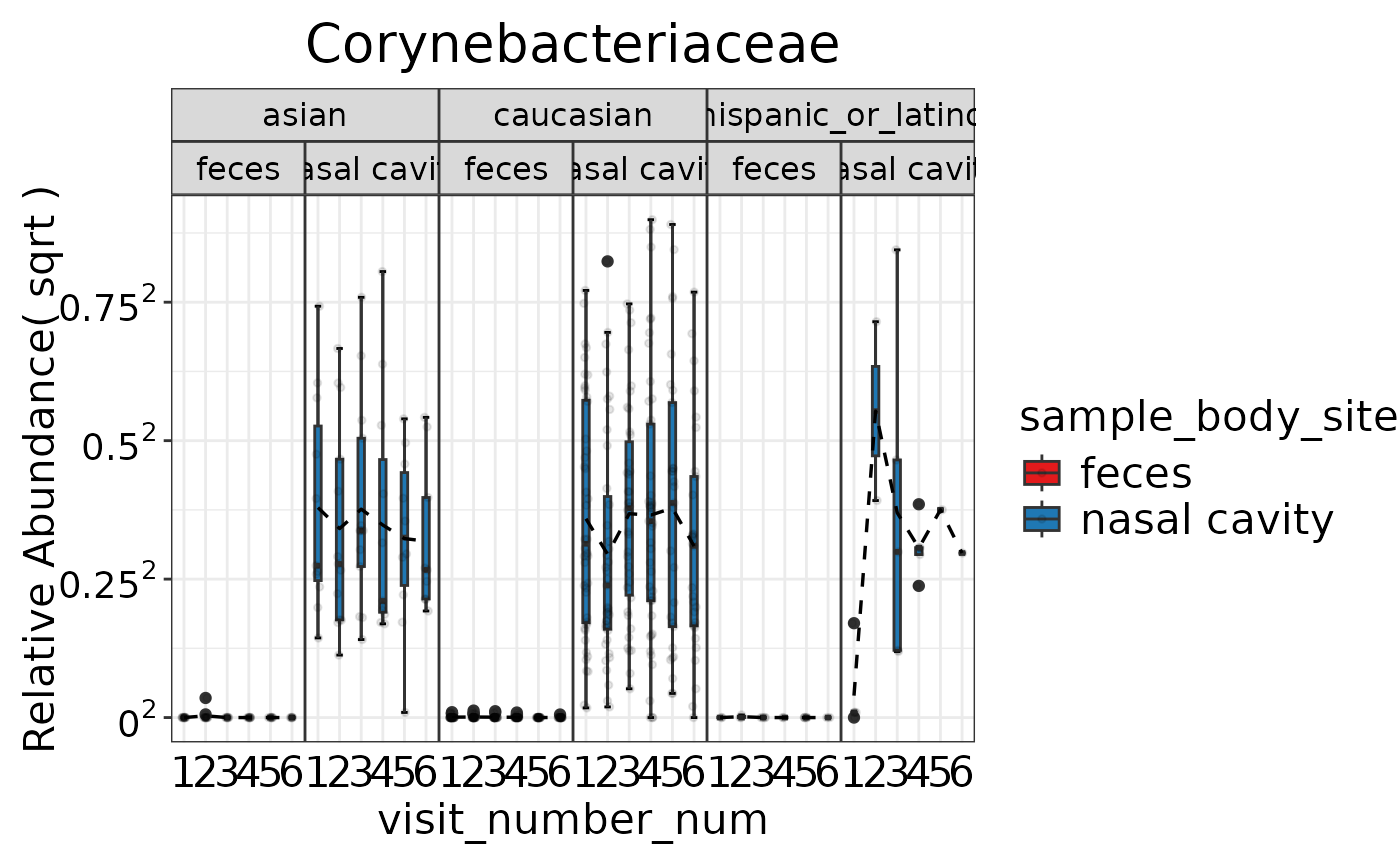 Corynebacteriaceae
asian caucasian hispanic_or_latino
feces asal cavit feces asal cavit feces asal cavit
Relative Abundance( sqrt )
0.75²
0.5²
0.25²
0²
123456 123456 123456 123456 123456 123456
visit_number_num
sample_body_site
feces
nasal cavity